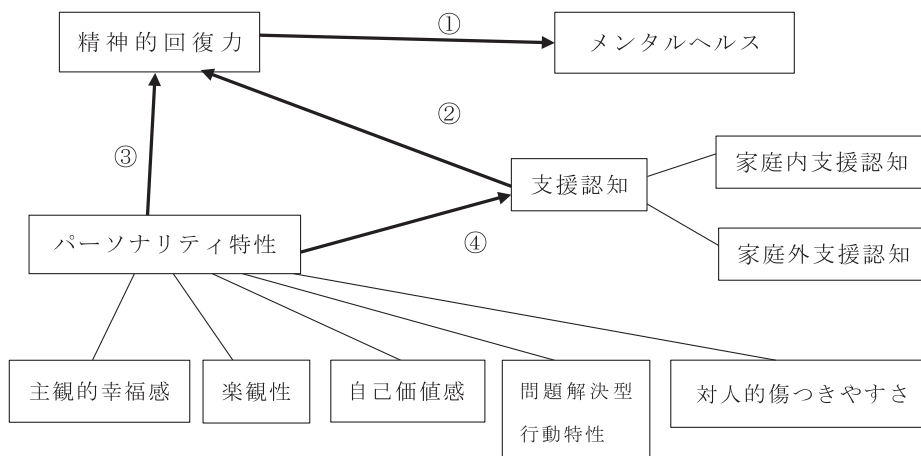 ①
精神的回復力
メンタルヘルス
②
③
支援認知
家庭内支援認知
④
パーソナリティ特性
家庭外支援認知
主観的幸福感
楽観性
自己価値感
問題解決型
行動特性
対人的傷つきやすさ